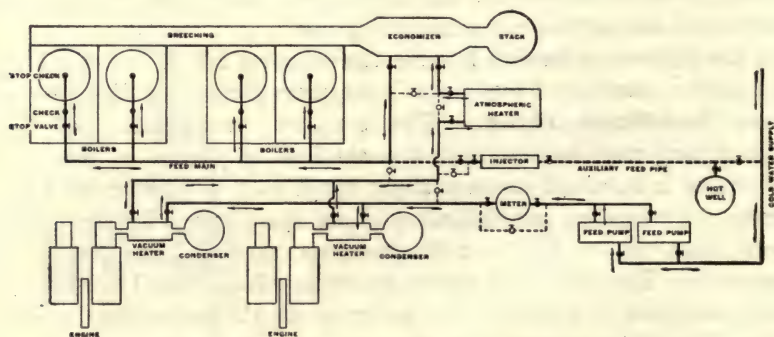 BREECHING
ECONOMIZER
STACK
STOP CHECK
CHECK
STOP VALVE
BOILERS
BOILERS
ATMOSPHERIC
HEATER
FEED MAIN
INJECTOR
AUXILIARY FEED PIPE
HOT
WELL
COLD WATER SUPPLY
METER
FEED PUMP
FEED PUMP
VACUUM
HEATER
CONDENSER
VACUUM
HEATER
CONDENSER
ENGINE
ENGINE